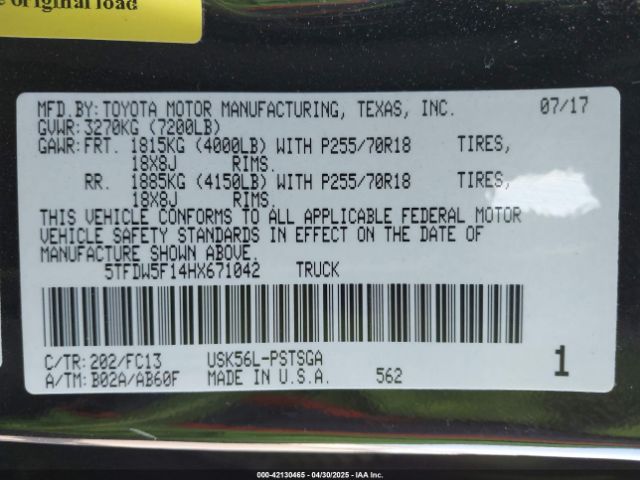 e original load
MFD.BY:TOYOTA MOTOR MANUFACTURING, TEXAS, INC. 07/17
GVWR:3270KG (7200LB)
GAWR:FRT. 1815KG (4000LB) WITH P255/70R18 TIRES,
18X8J RIMS.
RR. 1885KG (4150LB) WITH P255/70R18 TIRES,
18X8J RIMS.
THIS VEHICLE CONFORMS TO ALL APPLICABLE FEDERAL MOTOR
VEHICLE SAFETY STANDARDS IN EFFECT ON THE DATE OF
MANUFACTURE SHOWN ABOVE.
5TFDW5F14HX671042 TRUCK
C/TR:202/FC13 USK56L-PSTSGA
A/TM:B02A/AB60F MADE IN U.S.A. 562 1
000-42130465 - 04/30/2025 - IAA Inc.